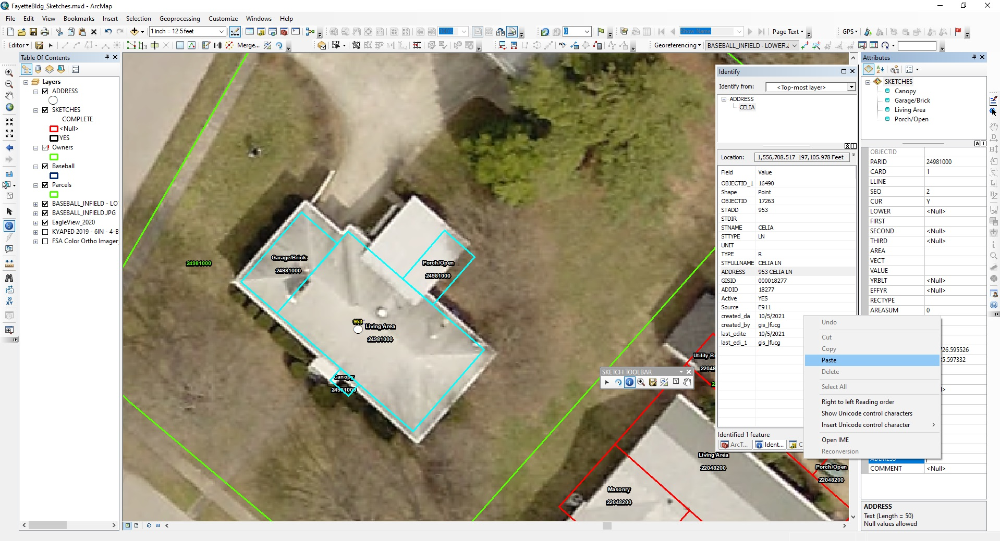 FayetteBldg_Sketches.mxd - ArcMap
File Edit View Bookmarks Insert Selection Geoprocessing Customize Windows Help
1 inch = 12.5 feet
100%
0
Show Name
Page Text
GPS
Editor
Merge...
Georeferencing
BASEBALL_INFIELD - LOWER.
Table Of Contents
Layers
ADDRESS
SKETCHES
COMPLETE
<Null>
YES
Owners
Baseball
Parcels
BASEBALL_INFIELD - LO
BASEBALL_INFIELD.JPG
EagleView_2020
KYAPED 2019 - 6IN - 4-B
FSA Color Ortho Imager
24981000
Garage/Brick
24981000
Porch/Open
24981000
953
Living Area
24981000
Canopy
24981000
Utility B
22048
Living Area
22048200
Porch/Open
22048200
Masonry
22048200
SKETCH TOOLBAR
Identify
Identify from: <Top-most layer>
ADDRESS
CELIA
Location: 1,556,708.517 197,105.978 Feet
Field Value
OBJECTID_1 16490
Shape Point
OBJECTID 17263
STADD 953
STDIR
STNAME CELIA
STTYPE LN
UNIT
TYPE R
STFULLNAME CELIA LN
ADDRESS 953 CELIA LN
GISID 000018277
ADDID 18277
Active YES
Source E911
created_da 10/5/2021
created_by gis_lfucg
last_edite 10/5/2021
last_edi_1 gis_lfucg
Identified 1 feature
ArcT... Ident... C
Undo
Cut
Copy
Paste
Delete
Select All
Right to left Reading order
Show Unicode control characters
Insert Unicode control character
Open IME
Reconversion
Attributes
SKETCHES
Canopy
Garage/Brick
Living Area
Porch/Open
OBJECTID
PARID 24981000
CARD 1
LLINE
SEQ 2
CUR Y
LOWER <Null>
FIRST
SECOND <Null>
THIRD <Null>
AREA
VECT
VALUE
YRBLT <Null>
EFFYR <Null>
RECTYPE
AREASUM 0
26.595526
5.597332
ADDRESS
COMMENT <Null>
ADDRESS
Text (Length = 50)
Null values allowed